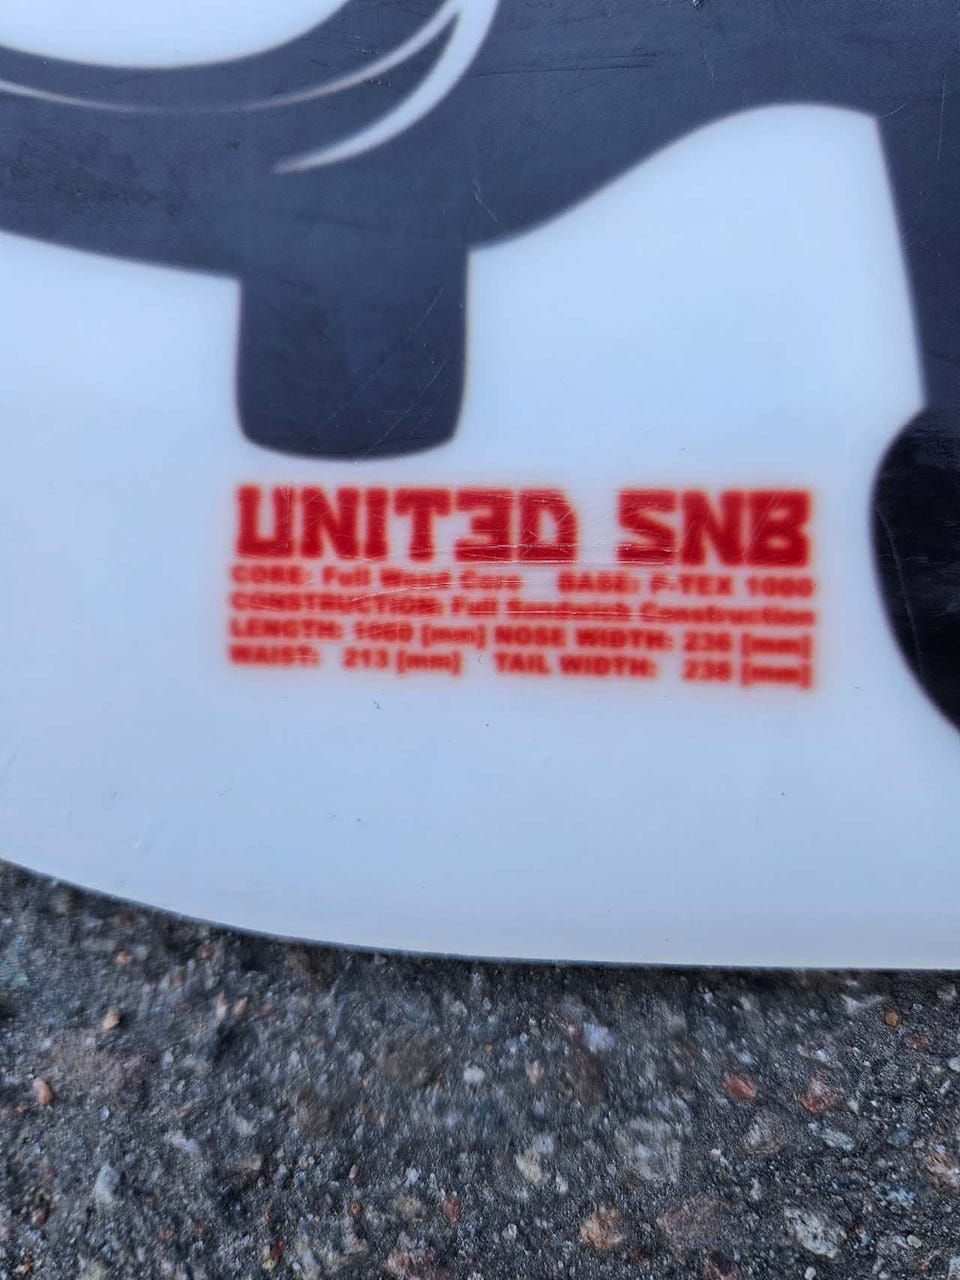 UNITED SNB
CORE: Full Wood Core BASE: P-TEX 1000
CONSTRUCTION: Full Sandwich Construction
LENGTH: 1060 [mm] NOSE WIDTH: 236 [mm]
WAIST: 213 [mm] TAIL WIDTH: 236 [mm]